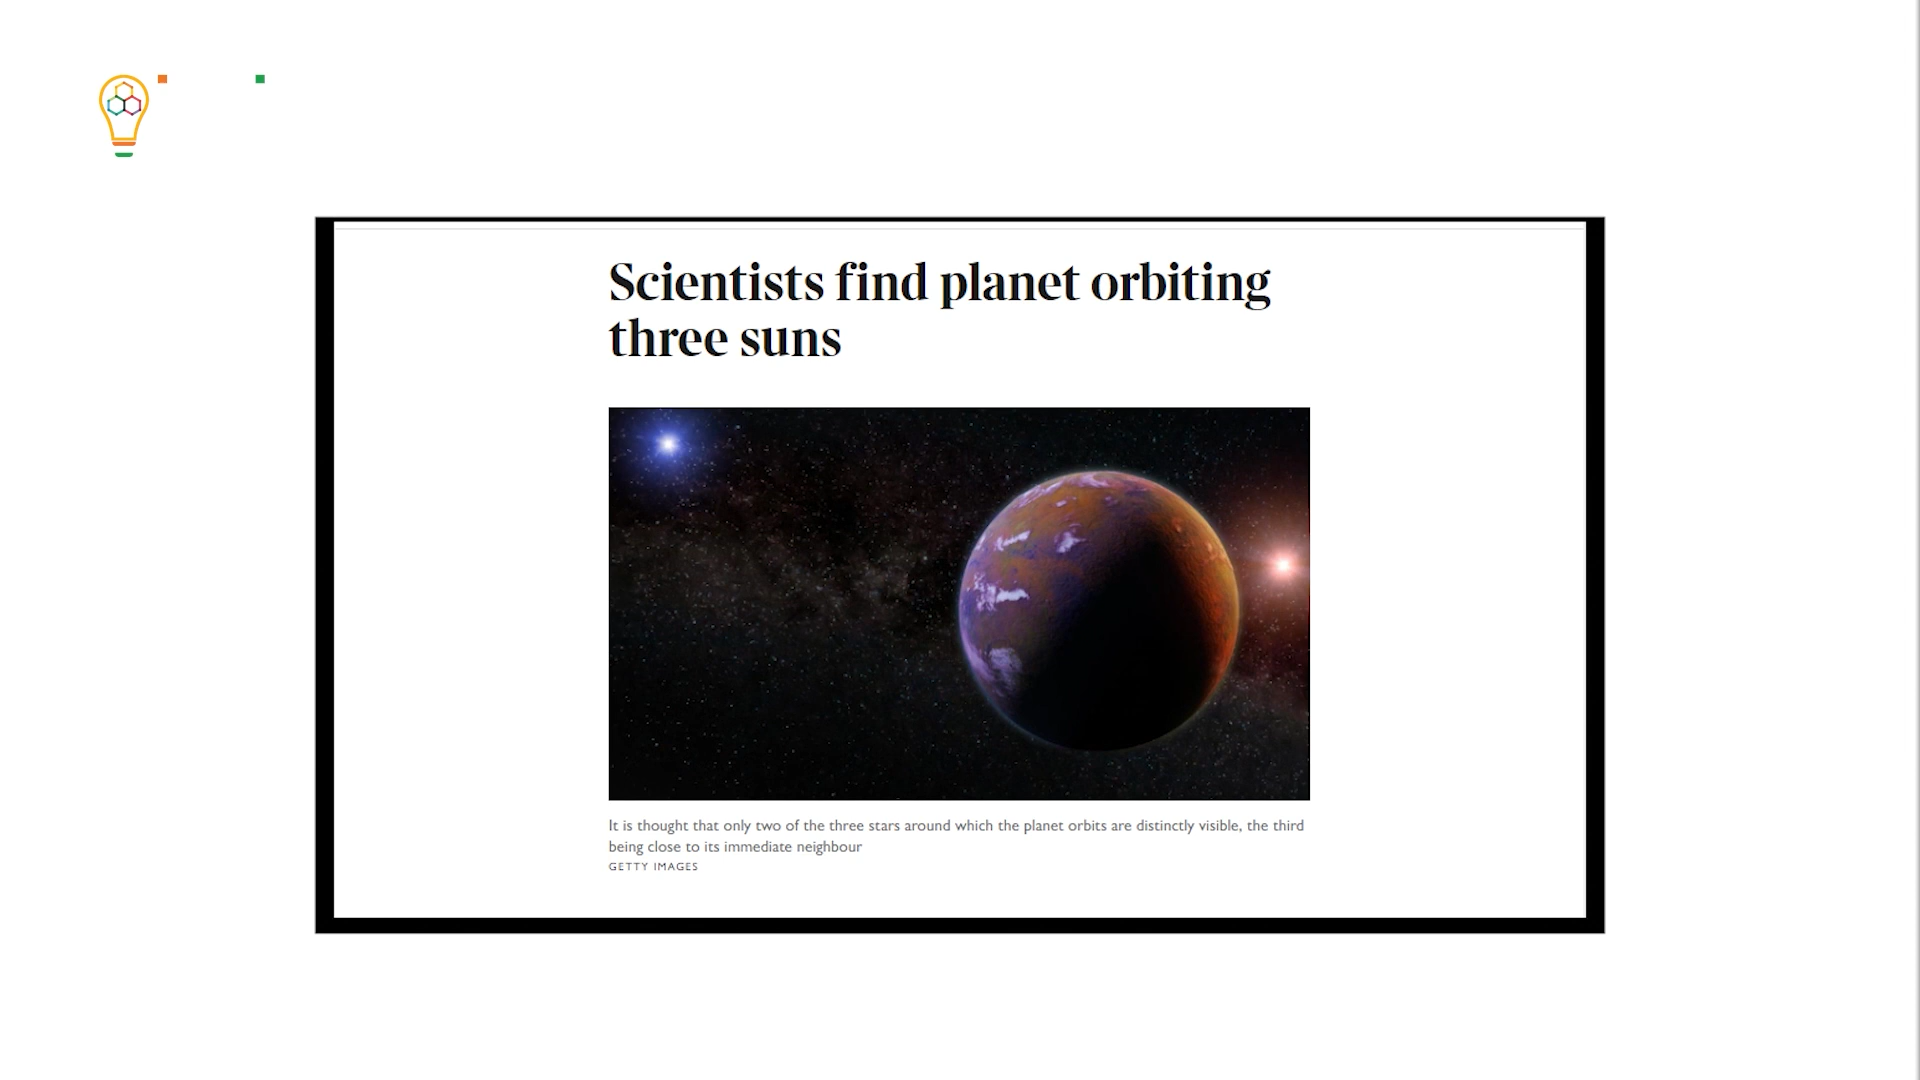 Scientists find planet orbiting
three suns
It is thought that only two of the three stars around which the planet orbits are distinctly visible, the third
being close to its immediate neighbour
GETTY IMAGES